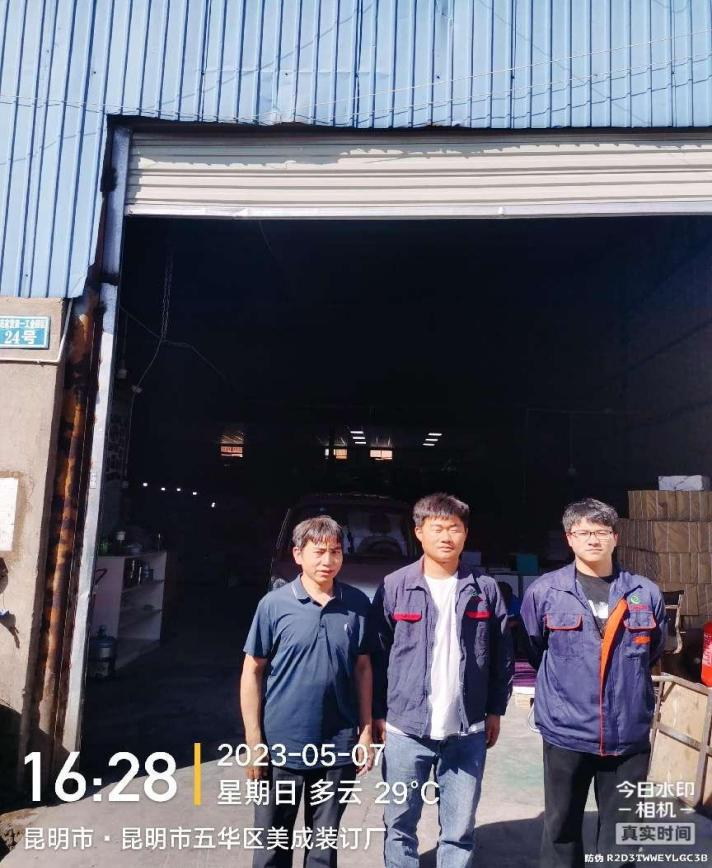 24号
16:28
2023-05-07
星期日 多云 29°C
昆明市·昆明市五华区美成装订厂
今日水印
相机
真实时间
防伪 R2D3TWWEYLGC3B